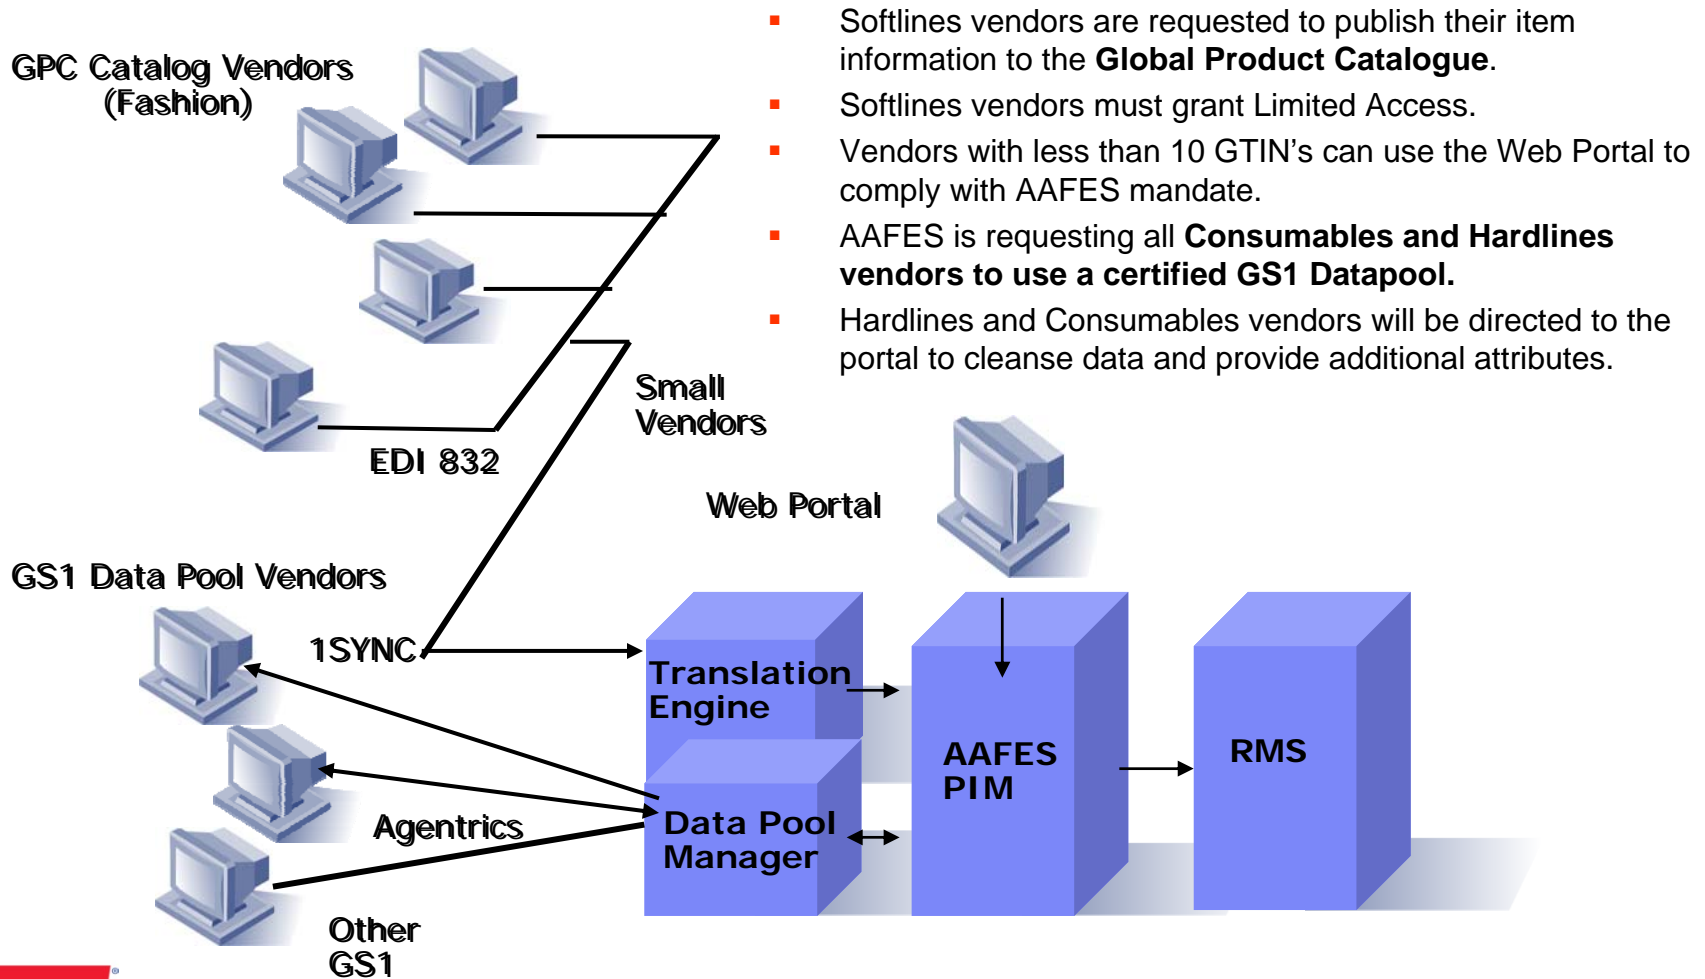 ▪ Softlines vendors are requested to publish their item
information to the Global Product Catalogue.
▪ Softlines vendors must grant Limited Access.
▪ Vendors with less than 10 GTIN’s can use the Web Portal to
comply with AAFES mandate.
▪ AAFES is requesting all Consumables and Hardlines
vendors to use a certified GS1 Datapool.
▪ Hardlines and Consumables vendors will be directed to the
portal to cleanse data and provide additional attributes.
GPC Catalog Vendors
(Fashion)
Small
Vendors
EDI 832
Web Portal
GS1 Data Pool Vendors
1SYNC
Translation
Engine
AAFES
PIM
RMS
Agentrics
Data Pool
Manager
Other
GS1
®